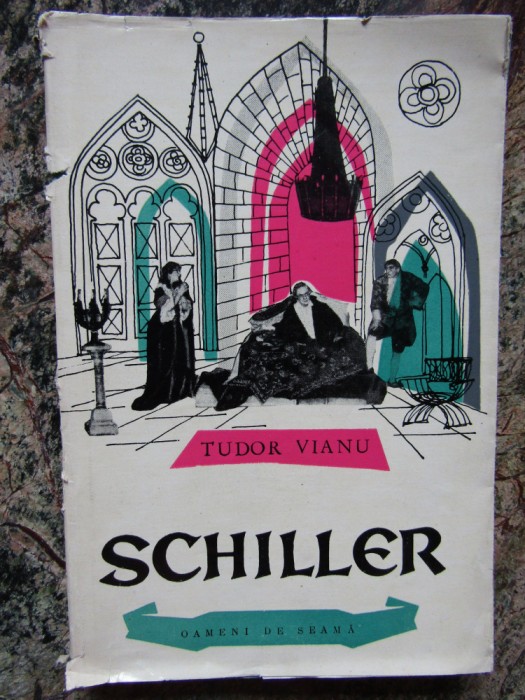 TUDOR VIANU
SCHILLER
OAMENI DE SEAMĂ